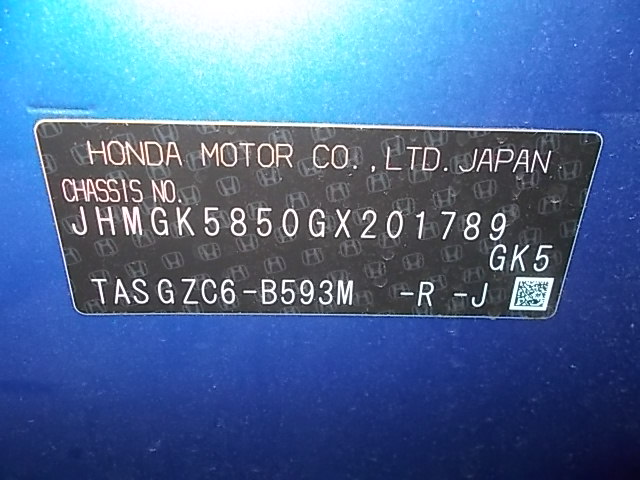 HONDA MOTOR CO.,LTD.JAPAN
CHASSIS NO.
JHMGK5850GX201789
GK5
TASGZC6-B593M -R -J